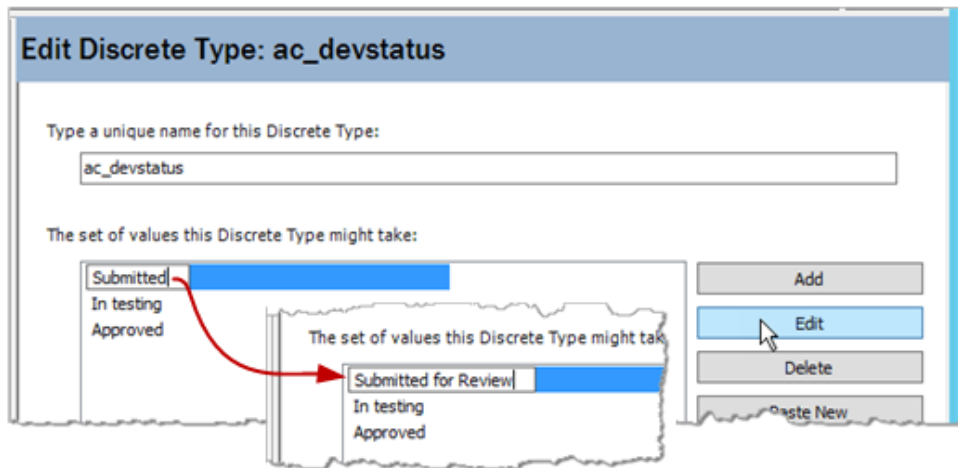 Edit Discrete Type: ac_devstatus
Type a unique name for this Discrete Type:
ac_devstatus
The set of values this Discrete Type might take:
Submitted
In testing
Approved
Add
Edit
Delete
Paste New
The set of values this Discrete Type might tak
Submitted for Review
In testing
Approved